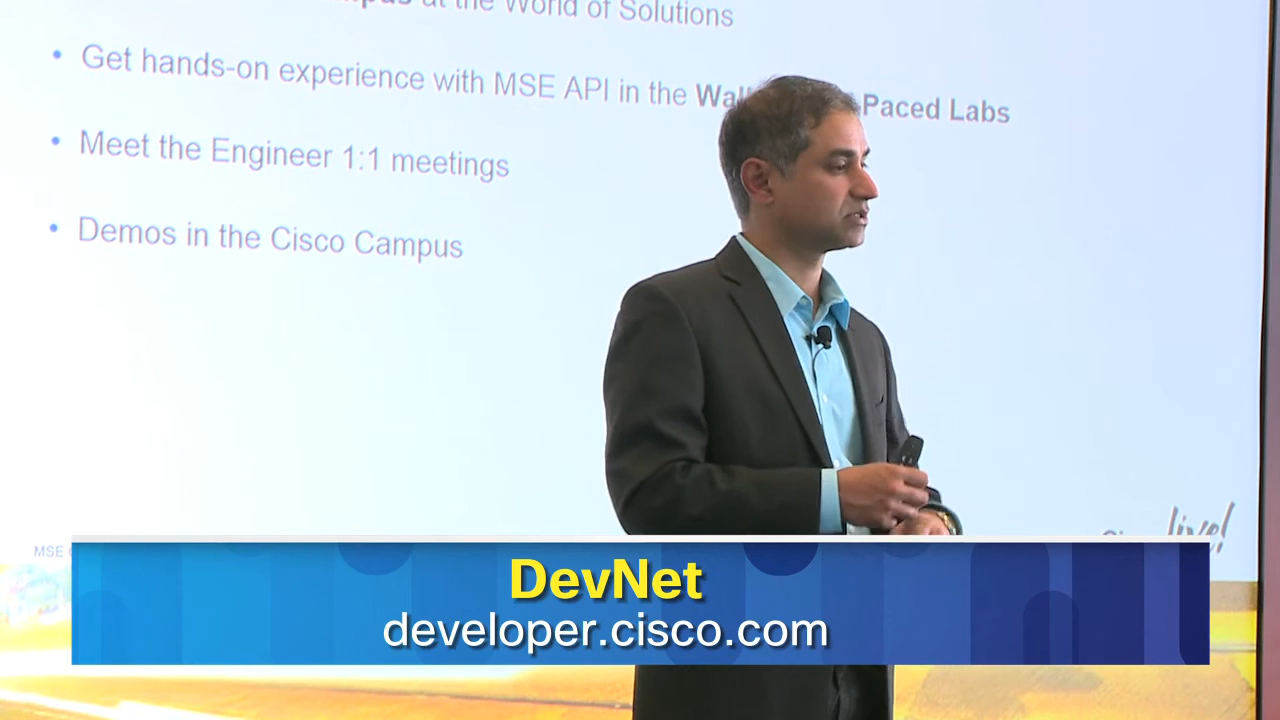 at the World of Solutions
• Get hands-on experience with MSE API in the Paced Labs
• Meet the Engineer 1:1 meetings
• Demos in the Cisco Campus
live!
MSE
DevNet
developer.cisco.com